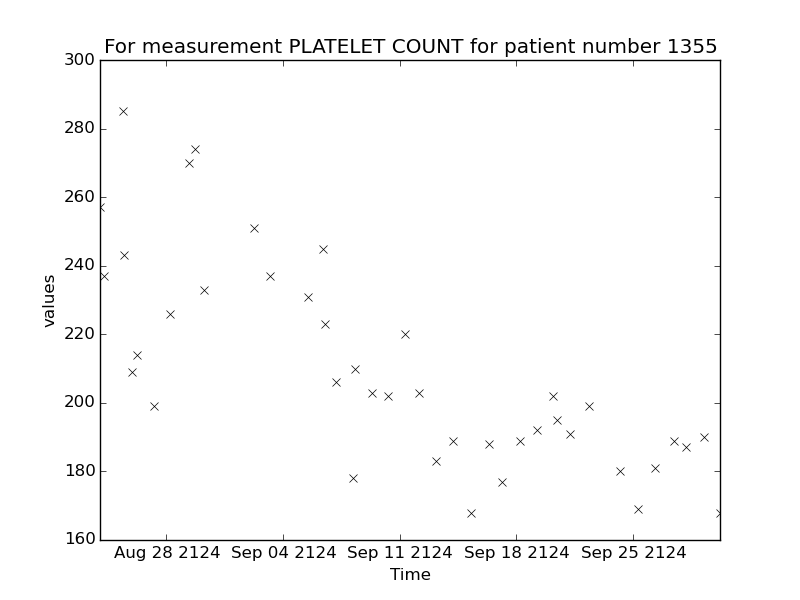 For measurement PLATELET COUNT for patient number 1355
300
280
260
240
220
200
180
160
values
Aug 28 2124 Sep 04 2124 Sep 11 2124 Sep 18 2124 Sep 25 2124
Time